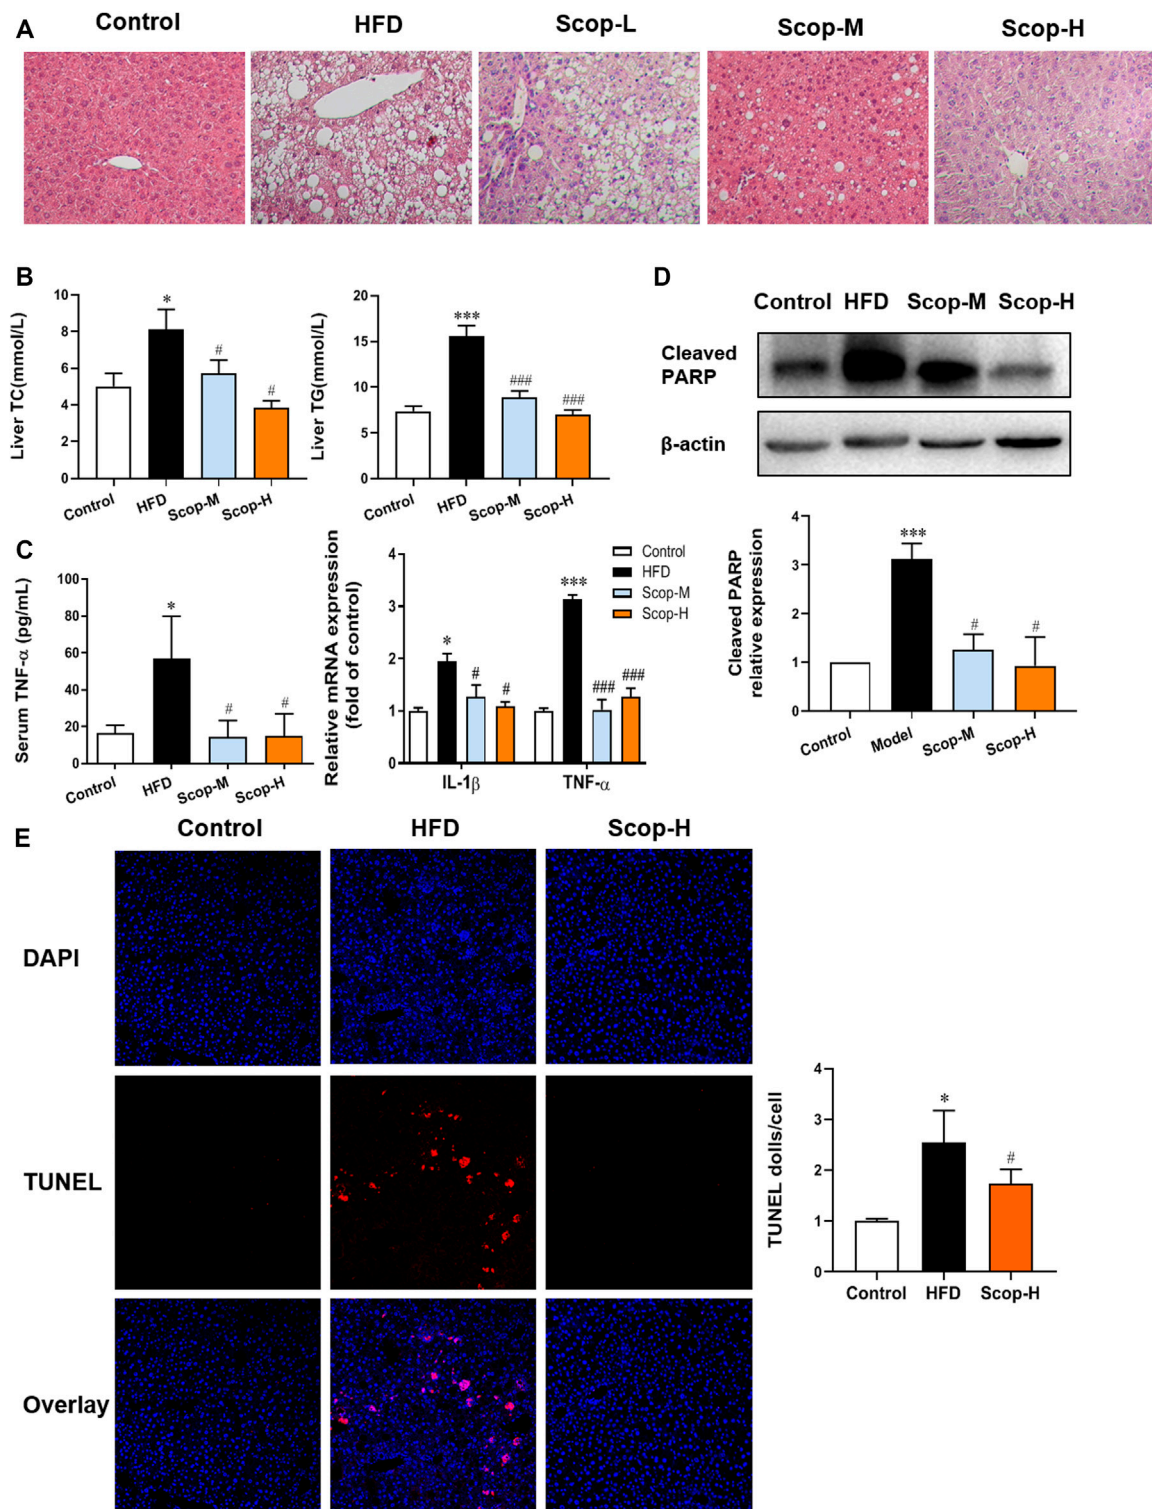 A
Control HFD Scop-L Scop-M Scop-H
B
Liver TC(mmol/L)
10
8
6
4
2
0
*
#
#
Control HFD Scop-M Scop-H
Liver TG(mmol/L)
20
15
10
5
0
***
###
###
Control HFD Scop-M Scop-H
C
Serum TNF-α (pg/mL)
100
80
60
40
20
0
*
#
#
Control HFD Scop-M Scop-H
Relative mRNA expression
(fold of control)
4
3
2
1
0
*
#
#
***
###
###
IL-1β TNF-α
Control
HFD
Scop-M
Scop-H
D
Control HFD Scop-M Scop-H
Cleaved
PARP
β-actin
Cleaved PARP
relative expression
4
3
2
1
0
***
#
#
Control Model Scop-M Scop-H
E
Control HFD Scop-H
DAPI
TUNEL
Overlay
TUNEL dolls/cell
4
3
2
1
0
*
#
Control HFD Scop-H